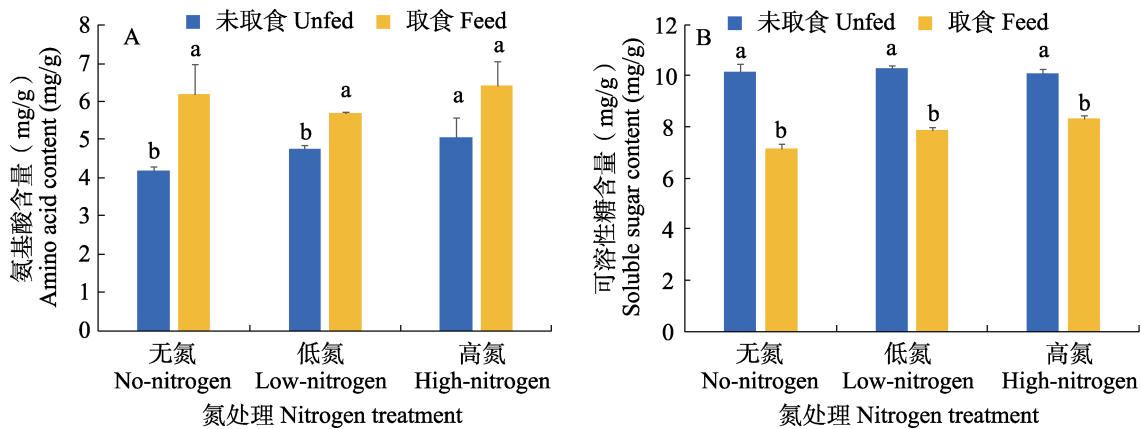 A
未取食 Unfed 取食 Feed
氨基酸含量（mg/g）
Amino acid content (mg/g)
8
7
6
5
4
3
2
1
0
b a b a a a
无氮 低氮 高氮
No-nitrogen Low-nitrogen High-nitrogen
氮处理 Nitrogen treatment
B
未取食 Unfed 取食 Feed
可溶性糖含量（mg/g）
Soluble sugar content (mg/g)
12
10
8
6
4
2
0
a b a b a b
无氮 低氮 高氮
No-nitrogen Low-nitrogen High-nitrogen
氮处理 Nitrogen treatment